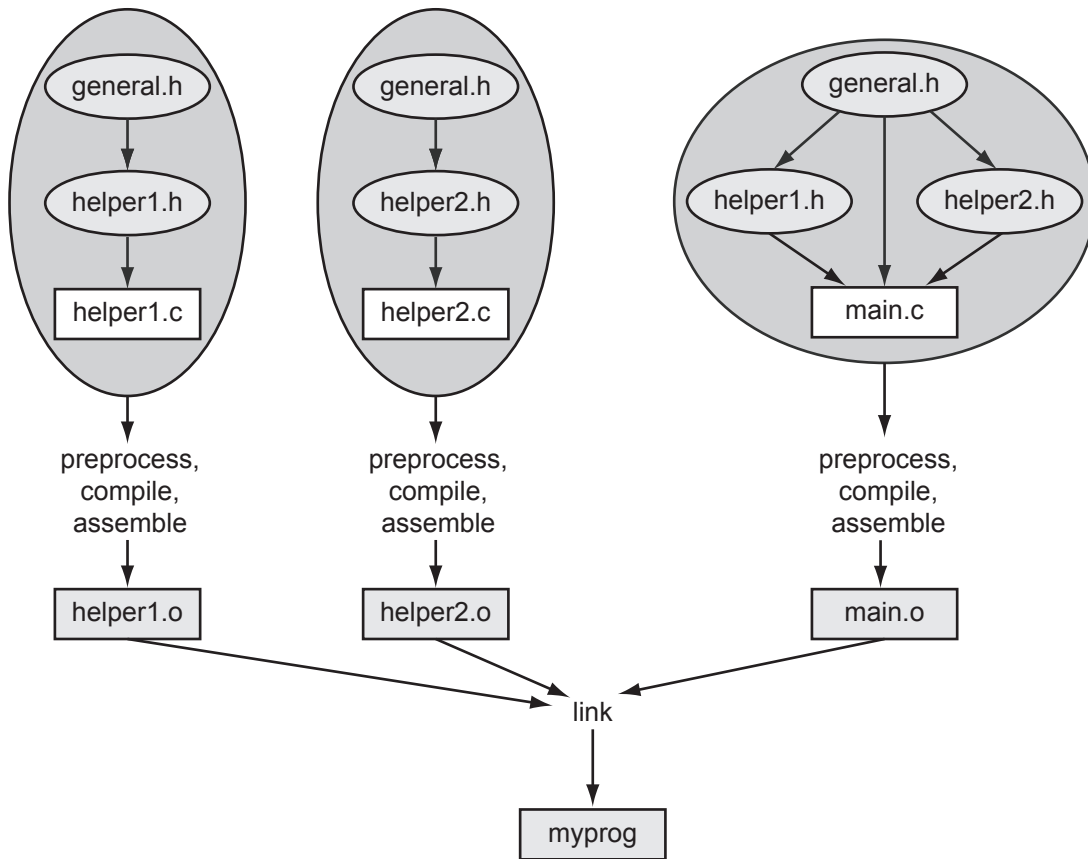 general.h
general.h
general.h
helper1.h
helper2.h
helper1.h
helper2.h
helper1.c
helper2.c
main.c
preprocess,
compile,
assemble
preprocess,
compile,
assemble
preprocess,
compile,
assemble
helper1.o
helper2.o
main.o
link
myprog